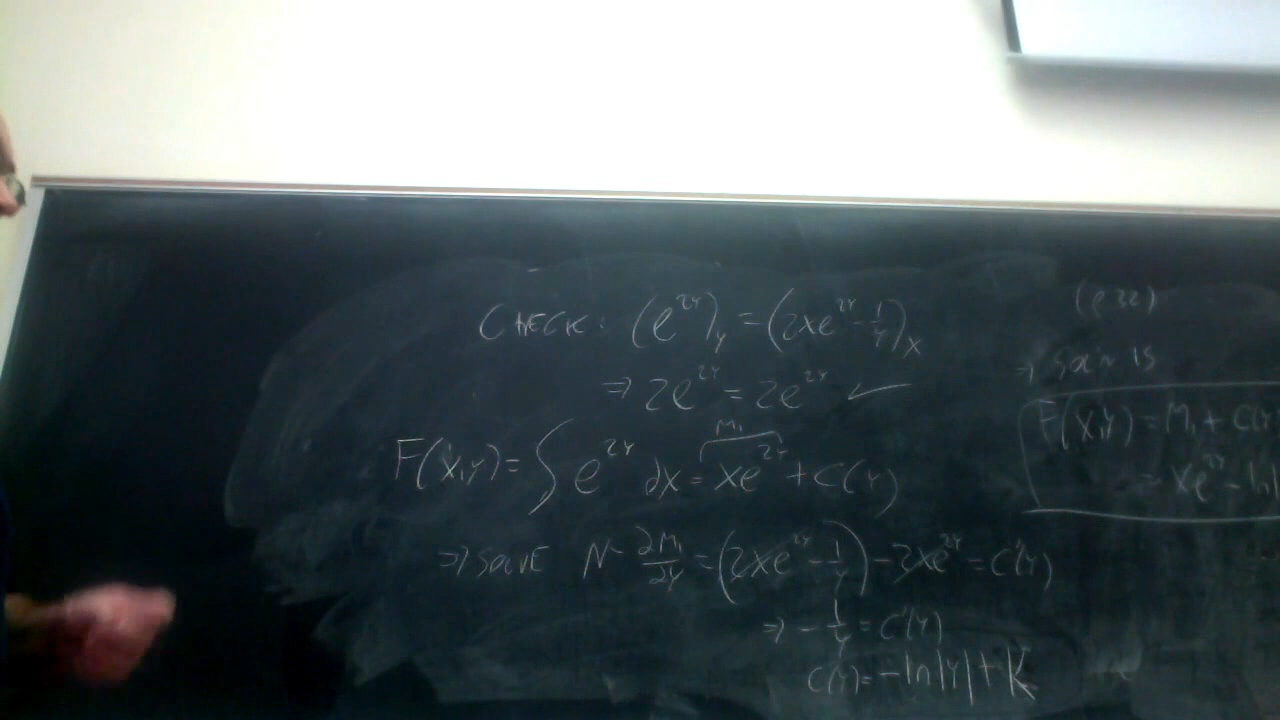 CHECK: (e^{2Y})_Y = (2Xe^{2Y} - 1/Y)_X
⇒ 2e^{2Y} = 2e^{2Y} ✓
M₁
F(X,Y) = ∫ e^{2Y} ∂X = Xe^{2Y} + C(Y)
⇒ SOLVE N - ∂M₁/∂Y = (2Xe^{2Y} - 1/Y) - 2Xe^{2Y} = C'(Y)
⇒ - 1/Y = C'(Y)
C(Y) = -ln|Y| + K
⇒ SOLN IS
F(X,Y) = M₁ + C(Y
= Xe^{2Y} - ln|